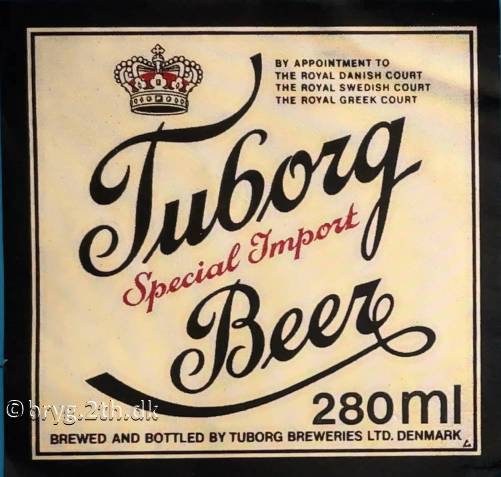 BY APPOINTMENT TO
THE ROYAL DANISH COURT
THE ROYAL SWEDISH COURT
THE ROYAL GREEK COURT
Tuborg
Special Import
Beer
280ml
© bryg.2th.dk
BREWED AND BOTTLED BY TUBORG BREWERIES LTD. DENMARK